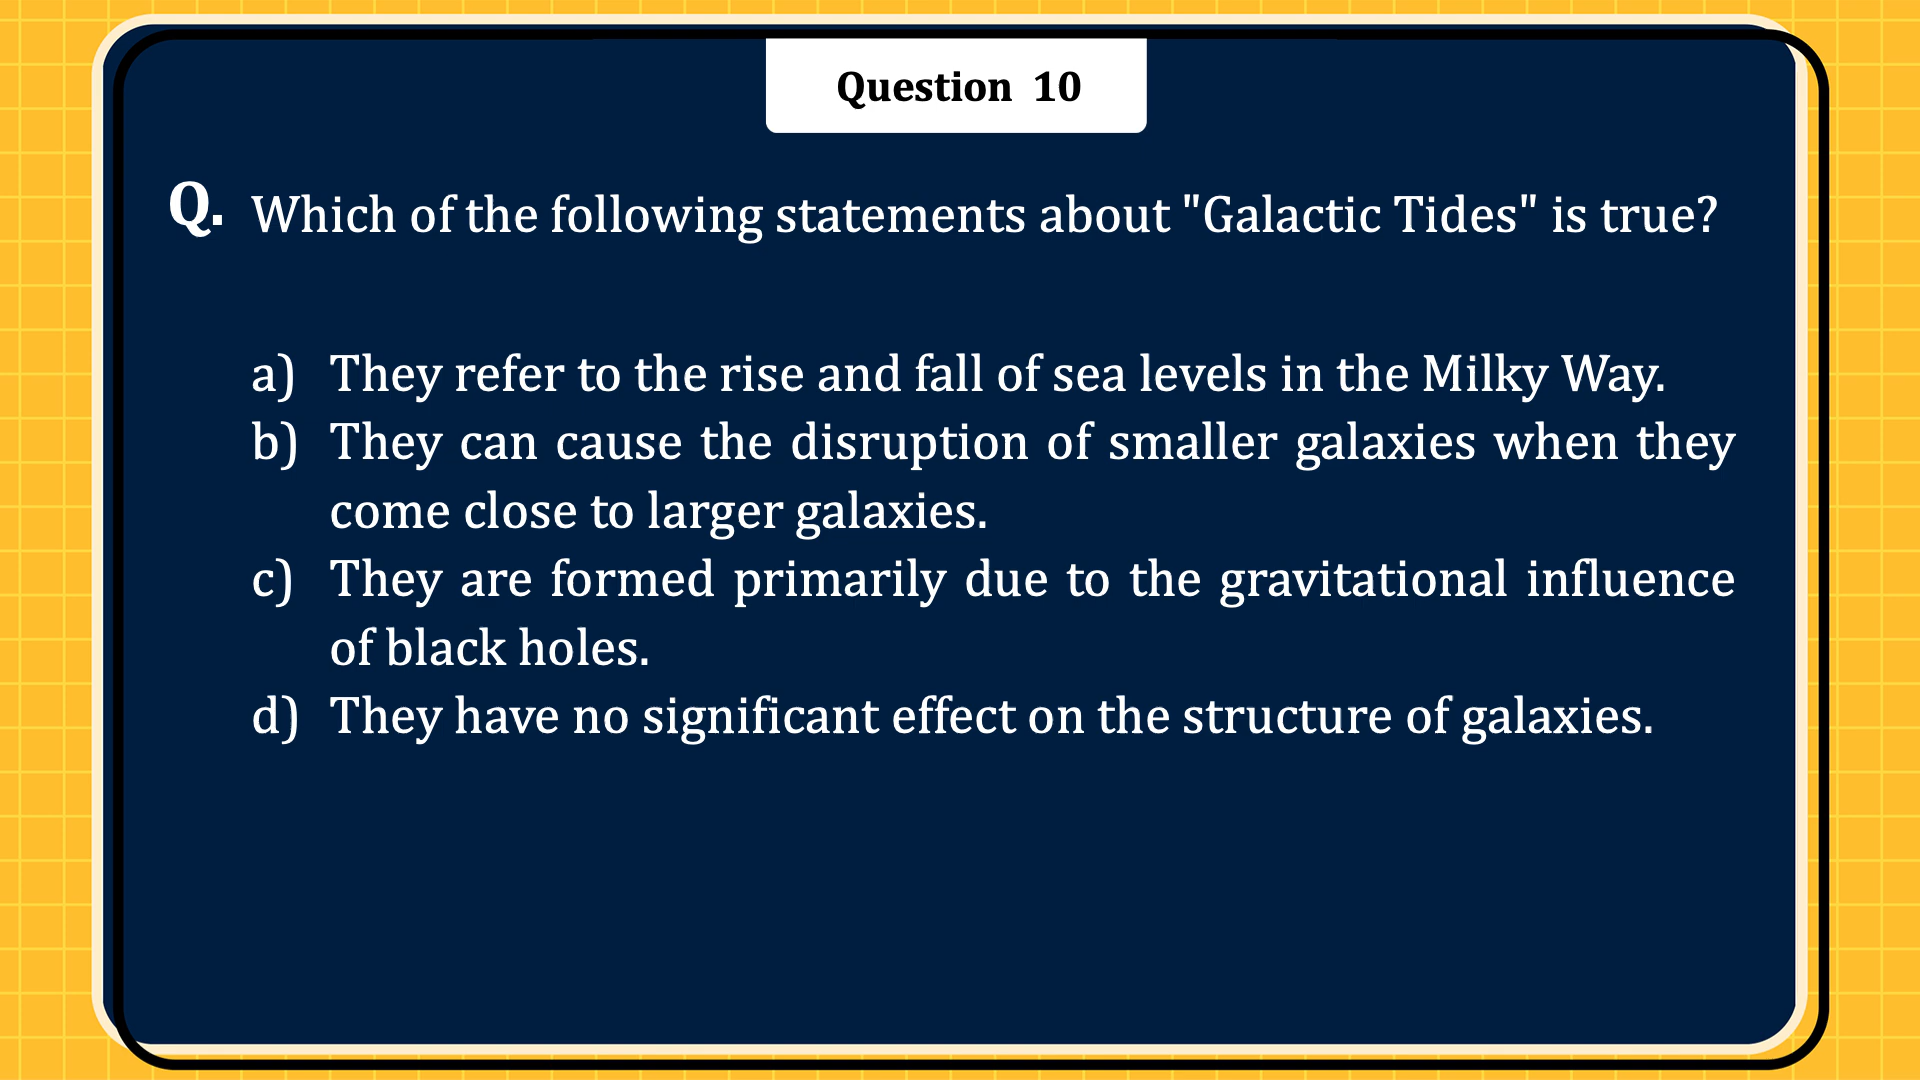 Question 10
Q. Which of the following statements about "Galactic Tides" is true?
a) They refer to the rise and fall of sea levels in the Milky Way.
b) They can cause the disruption of smaller galaxies when they
come close to larger galaxies.
c) They are formed primarily due to the gravitational influence
of black holes.
d) They have no significant effect on the structure of galaxies.